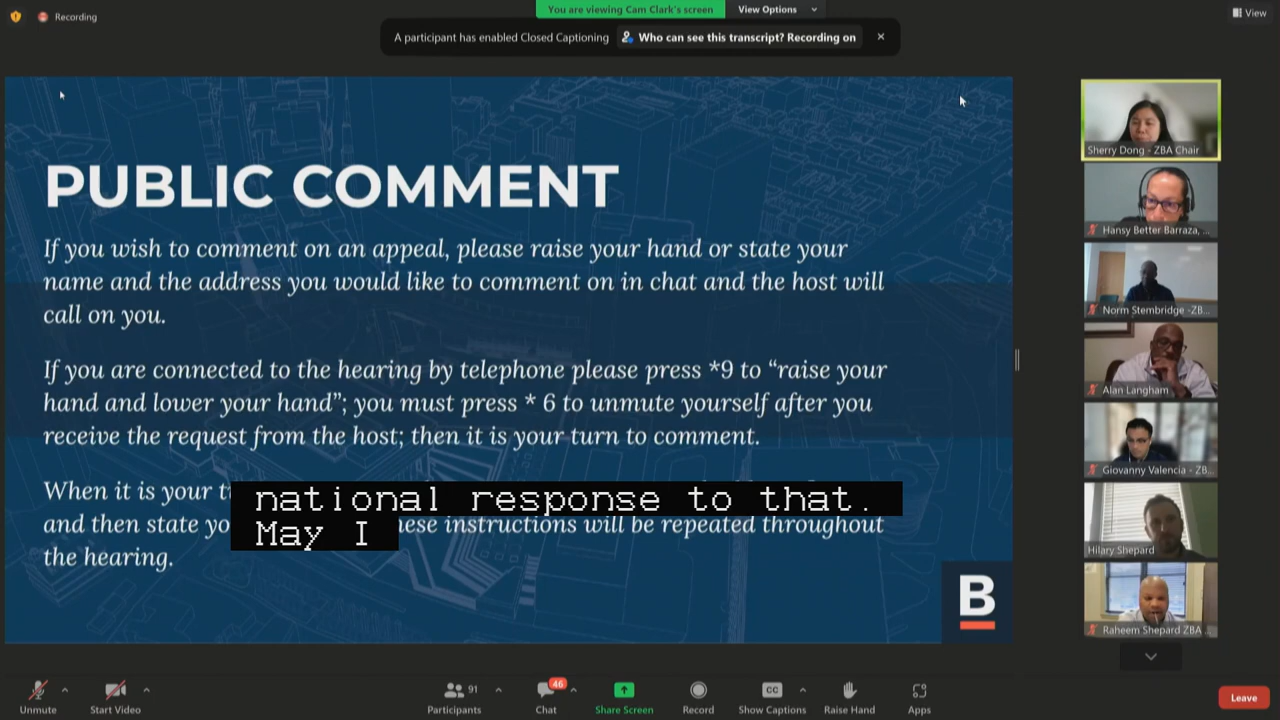 You are viewing Cam Clark's screen
View Options
Recording
View
A participant has enabled Closed Captioning
Who can see this transcript? Recording on
PUBLIC COMMENT
If you wish to comment on an appeal, please raise your hand or state your
name and the address you would like to comment on in chat and the host will
call on you.
If you are connected to the hearing by telephone please press *9 to “raise your
hand and lower your hand”; you must press * 6 to unmute yourself after you
receive the request from the host; then it is your turn to comment.
When it is your
and then state hese instructions will be repeated throughout
the hearing.
national response to that.
May I
B
Sherry Dong - ZBA Chair
Hansy Better Barraza, ...
Norm Stembridge -ZB...
Alan Langham
Giovanny Valencia - ZB...
Hilary Shepard
Raheem Shepard ZBA ...
Unmute
Start Video
Participants
91
Chat
46
Share Screen
Record
CC
Show Captions
Raise Hand
Apps
Leave